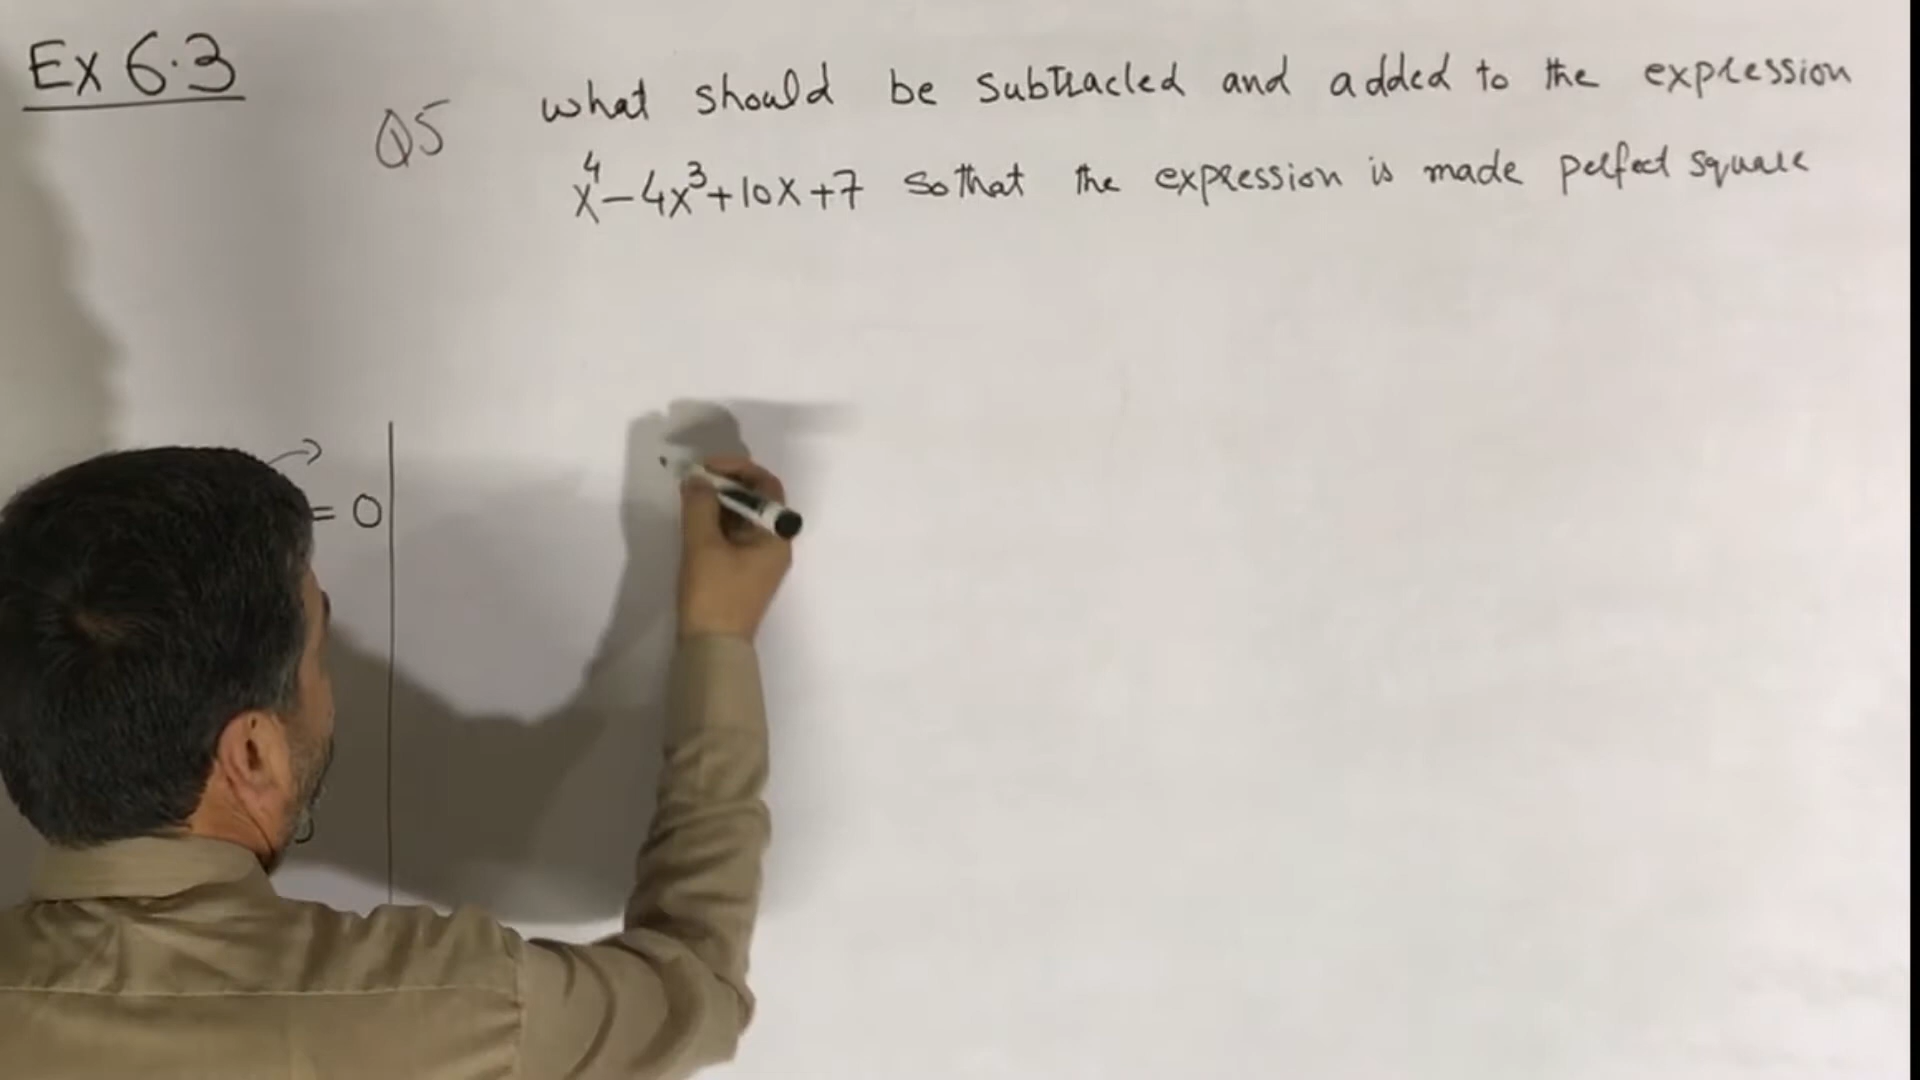 Ex 6.3
Q5 what should be subtracted and added to the expression
x⁴-4x³+10x+7 so that the expression is made perfect square
= 0